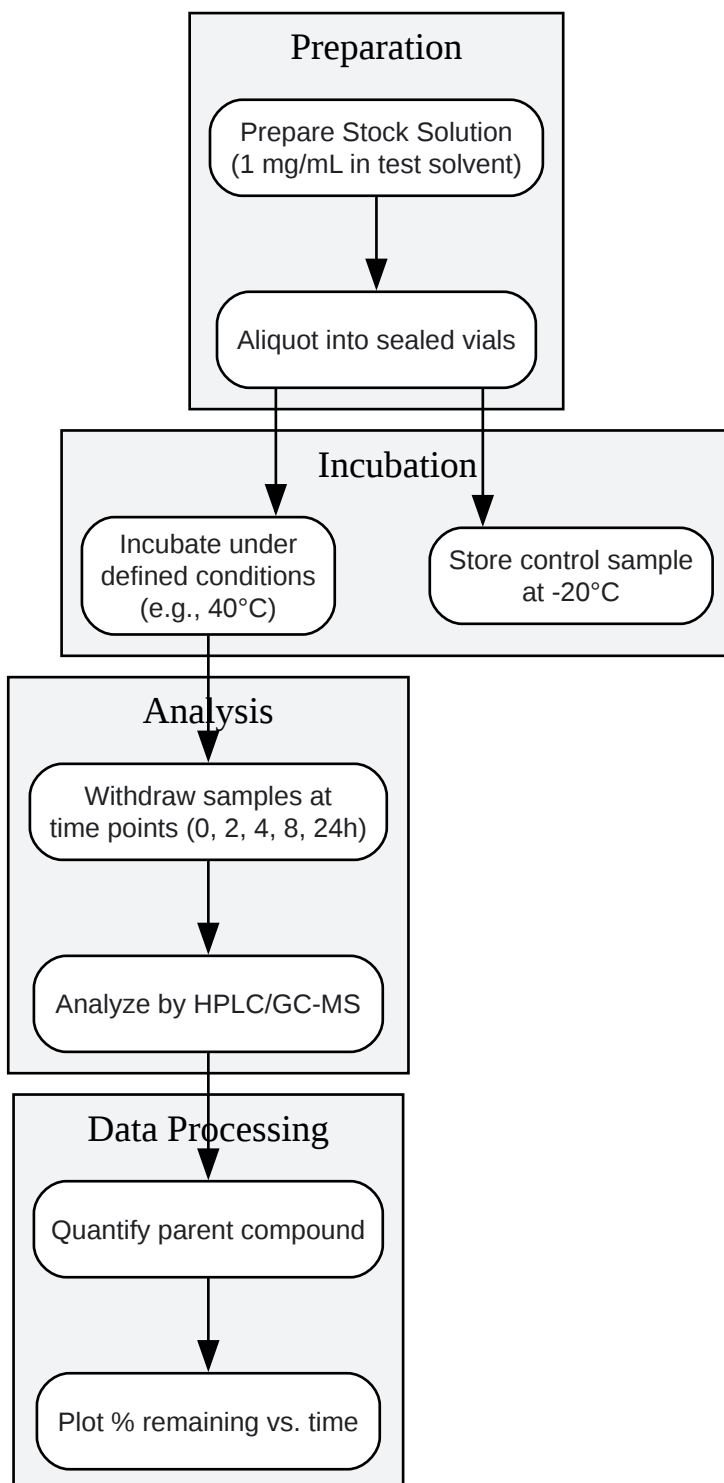 Preparation
Prepare Stock Solution
(1 mg/mL in test solvent)
Aliquot into sealed vials
Incubation
Incubate under
defined conditions
(e.g., 40°C)
Store control sample
at -20°C
Analysis
Withdraw samples at
time points (0, 2, 4, 8, 24h)
Analyze by HPLC/GC-MS
Data Processing
Quantify parent compound
Plot % remaining vs. time